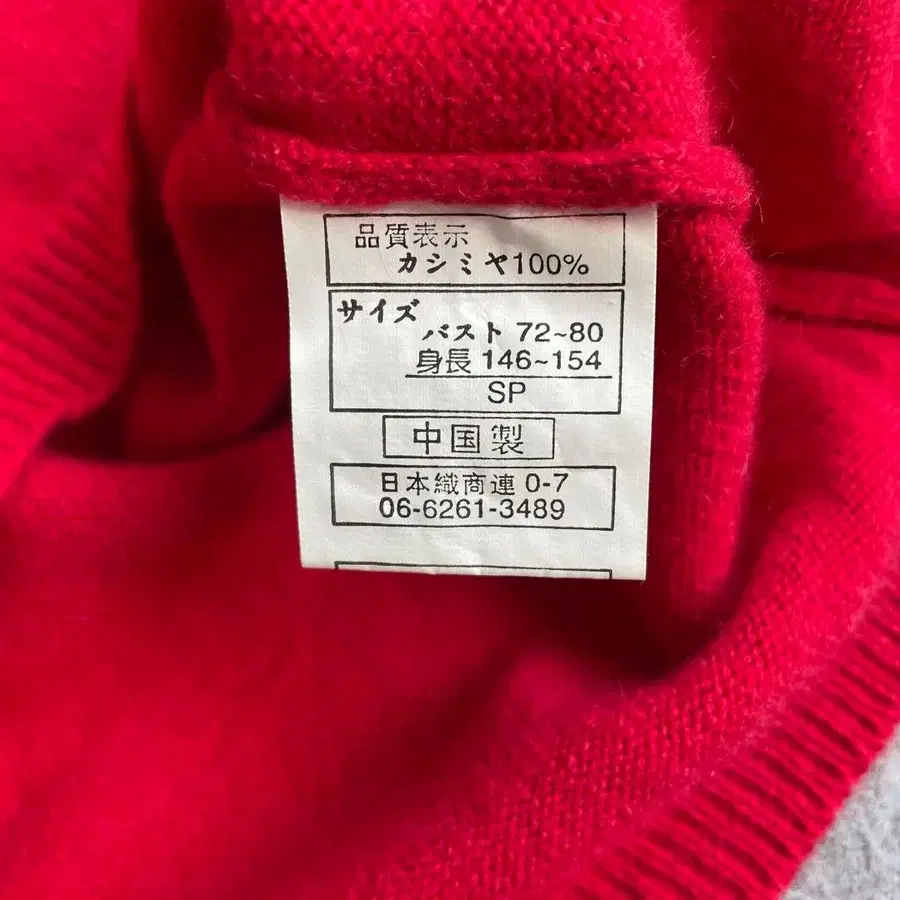 品質表示
カシミヤ100%
サイズ
バスト 72~80
身長 146~154
SP
中国製
日本織商連 0-7
06-6261-3489